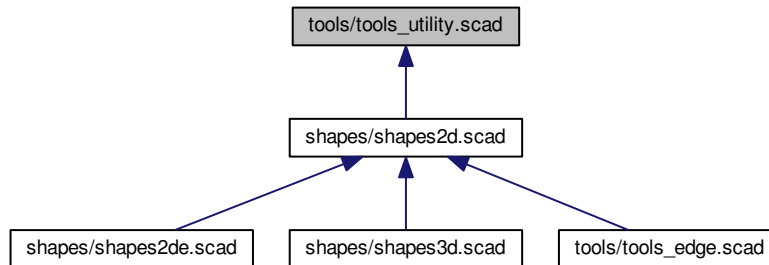 tools/tools_utility.scad
shapes/shapes2d.scad
shapes/shapes2de.scad
shapes/shapes3d.scad
tools/tools_edge.scad